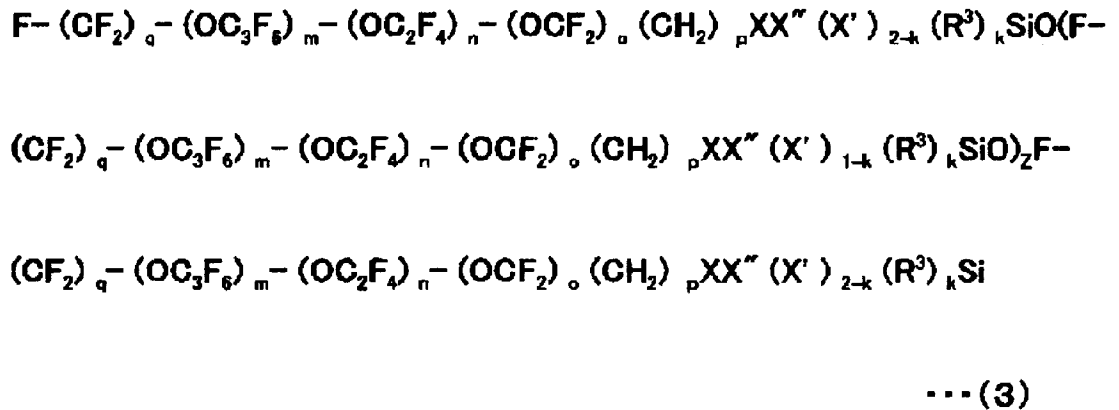 F−(CF₂)q−(OC₃F₆)m−(OC₂F₄)n−(OCF₂)o(CH₂)pXX″(X')₂₋ₖ(R³)ₖSiO(F−
(CF₂)q−(OC₃F₆)m−(OC₂F₄)n−(OCF₂)o(CH₂)pXX″(X')₁₋ₖ(R³)ₖSiO)zF−
(CF₂)q−(OC₃F₆)m−(OC₂F₄)n−(OCF₂)o(CH₂)pXX″(X')₂₋ₖ(R³)ₖSi
···(3)